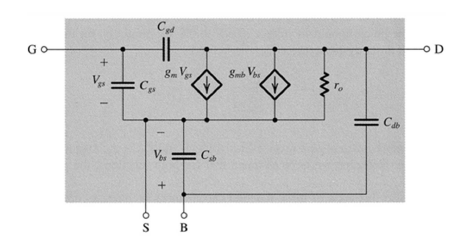 C_gd
G
D
+
V_gs
−
C_gs
g_m V_gs
g_mb V_bs
r_o
C_db
−
V_bs
+
C_sb
S
B